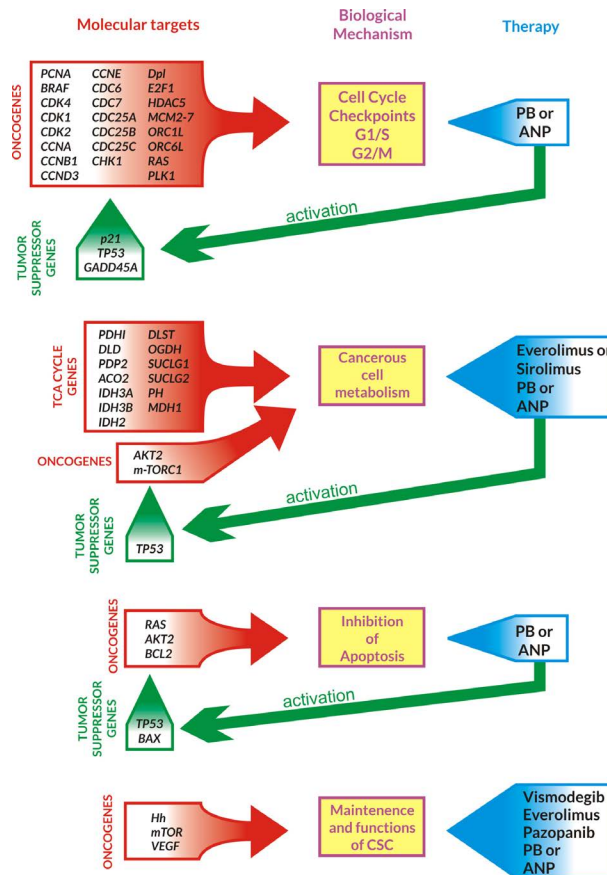 Molecular targets
Biological
Mechanism
Therapy
ONCOGENES
PCNA CCNE Dpl
BRAF CDC6 E2F1
CDK4 CDC7 HDAC5
CDK1 CDC25A MCM2-7
CDK2 CDC25B ORC1L
CCNA CDC25C ORC6L
CCNB1 CHK1 RAS
CCND3 PLK1
Cell Cycle
Checkpoints
G1/S
G2/M
PB or
ANP
activation
TUMOR
SUPPRESSOR
GENES
p21
TP53
GADD45A
TCA CYCLE
GENES
PDHI DLST
DLD OGDH
PDP2 SUCLG1
ACO2 SUCLG2
IDH3A PH
IDH3B MDH1
IDH2
Cancerous
cell
metabolism
Everolimus or
Sirolimus
PB or
ANP
ONCOGENES
AKT2
m-TORC1
activation
TUMOR
SUPPRESSOR
GENES
TP53
ONCOGENES
RAS
AKT2
BCL2
Inhibition
of
Apoptosis
PB or
ANP
activation
TUMOR
SUPPRESSOR
GENES
TP53
BAX
ONCOGENES
Hh
mTOR
VEGF
Maintenence
and functions
of CSC
Vismodegib
Everolimus
Pazopanib
PB or
ANP